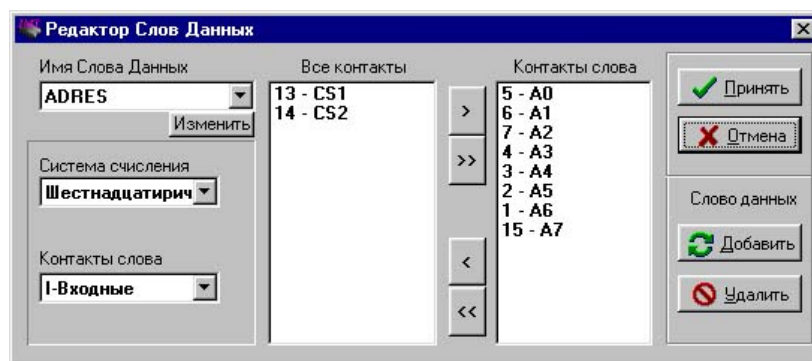 Редактор Слов Данных
Имя Слова Данных
ADRES
Изменить
Система счисления
Шестнадцатирич
Контакты слова
I-Входные
Все контакты
13 - CS1
14 - CS2
>
>>
<
<<
Контакты слова
5 - A0
6 - A1
7 - A2
4 - A3
3 - A4
2 - A5
1 - A6
15 - A7
Принять
Отмена
Слово данных
Добавить
Удалить